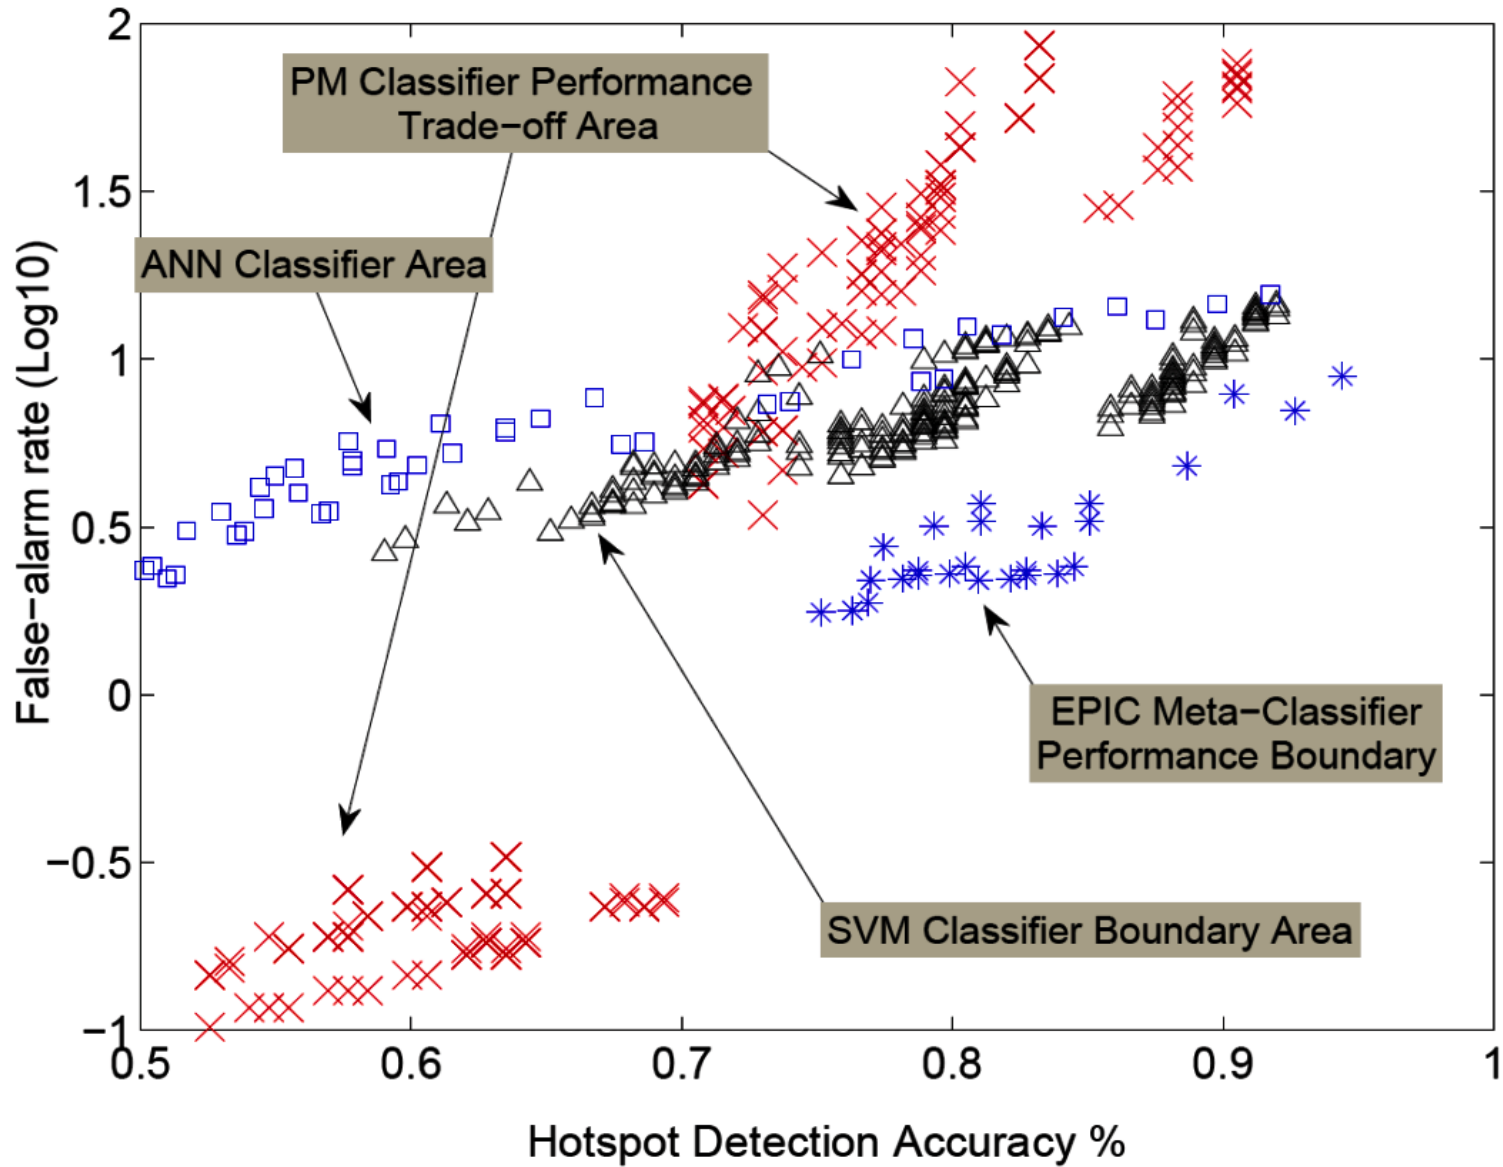 2
1.5
1
0.5
0
−0.5
−1
False−alarm rate (Log10)
PM Classifier Performance
Trade−off Area
ANN Classifier Area
EPIC Meta−Classifier
Performance Boundary
SVM Classifier Boundary Area
0.5
0.6
0.7
0.8
0.9
1
Hotspot Detection Accuracy %